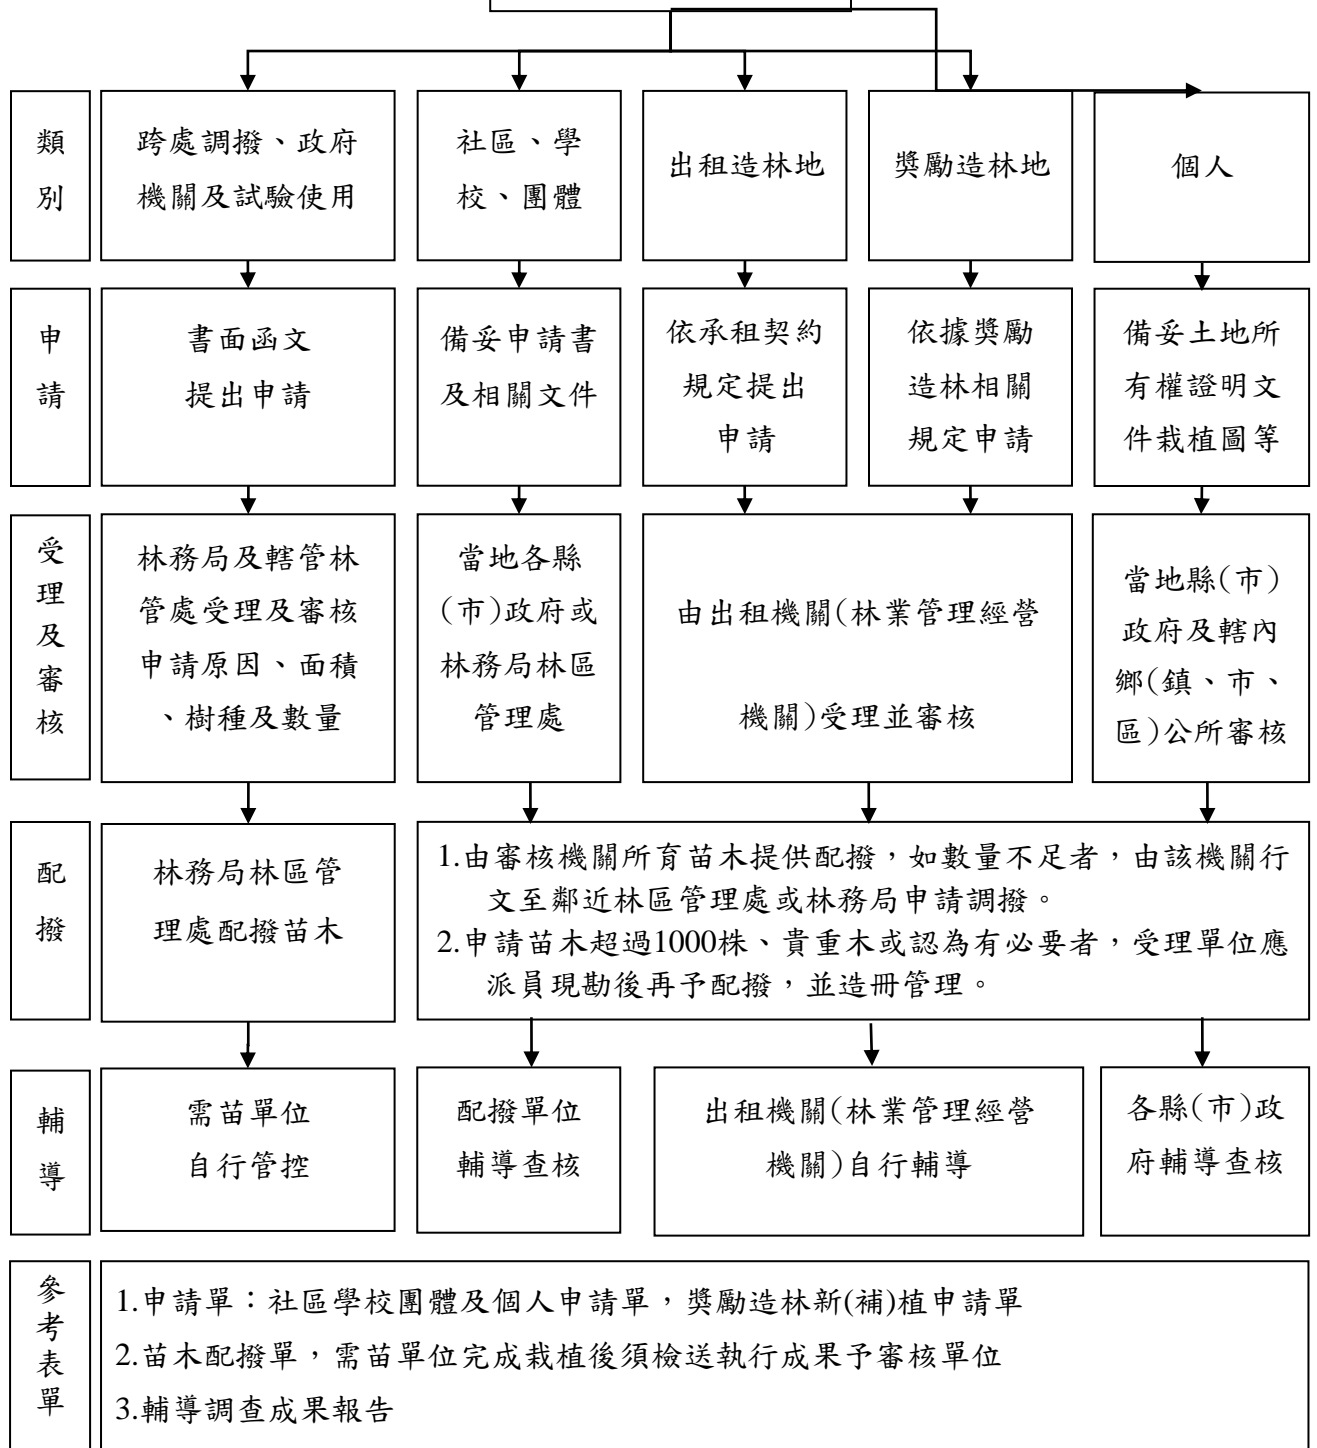 類
別
跨處調撥、政府
機關及試驗使用
社區、學
校、團體
出租造林地
獎勵造林地
個人
申
請
書面函文
提出申請
備妥申請書
及相關文件
依承租契約
規定提出
申請
依據獎勵
造林相關
規定申請
備妥土地所
有權證明文
件栽植圖等
受
理
及
審
核
林務局及轄管林
管處受理及審核
申請原因、面積
、樹種及數量
當地各縣
(市)政府或
林務局林區
管理處
由出租機關(林業管理經營
機關)受理並審核
當地縣(市)
政府及轄內
鄉(鎮、市、
區)公所審核
配
撥
林務局林區管
理處配撥苗木
1.由審核機關所育苗木提供配撥，如數量不足者，由該機關行
文至鄰近林區管理處或林務局申請調撥。
2.申請苗木超過1000株、貴重木或認為有必要者，受理單位應
派員現勘後再予配撥，並造冊管理。
輔
導
需苗單位
自行管控
配撥單位
輔導查核
出租機關(林業管理經營
機關)自行輔導
各縣(市)政
府輔導查核
參
考
表
單
1.申請單：社區學校團體及個人申請單，獎勵造林新(補)植申請單
2.苗木配撥單，需苗單位完成栽植後須檢送執行成果予審核單位
3.輔導調查成果報告